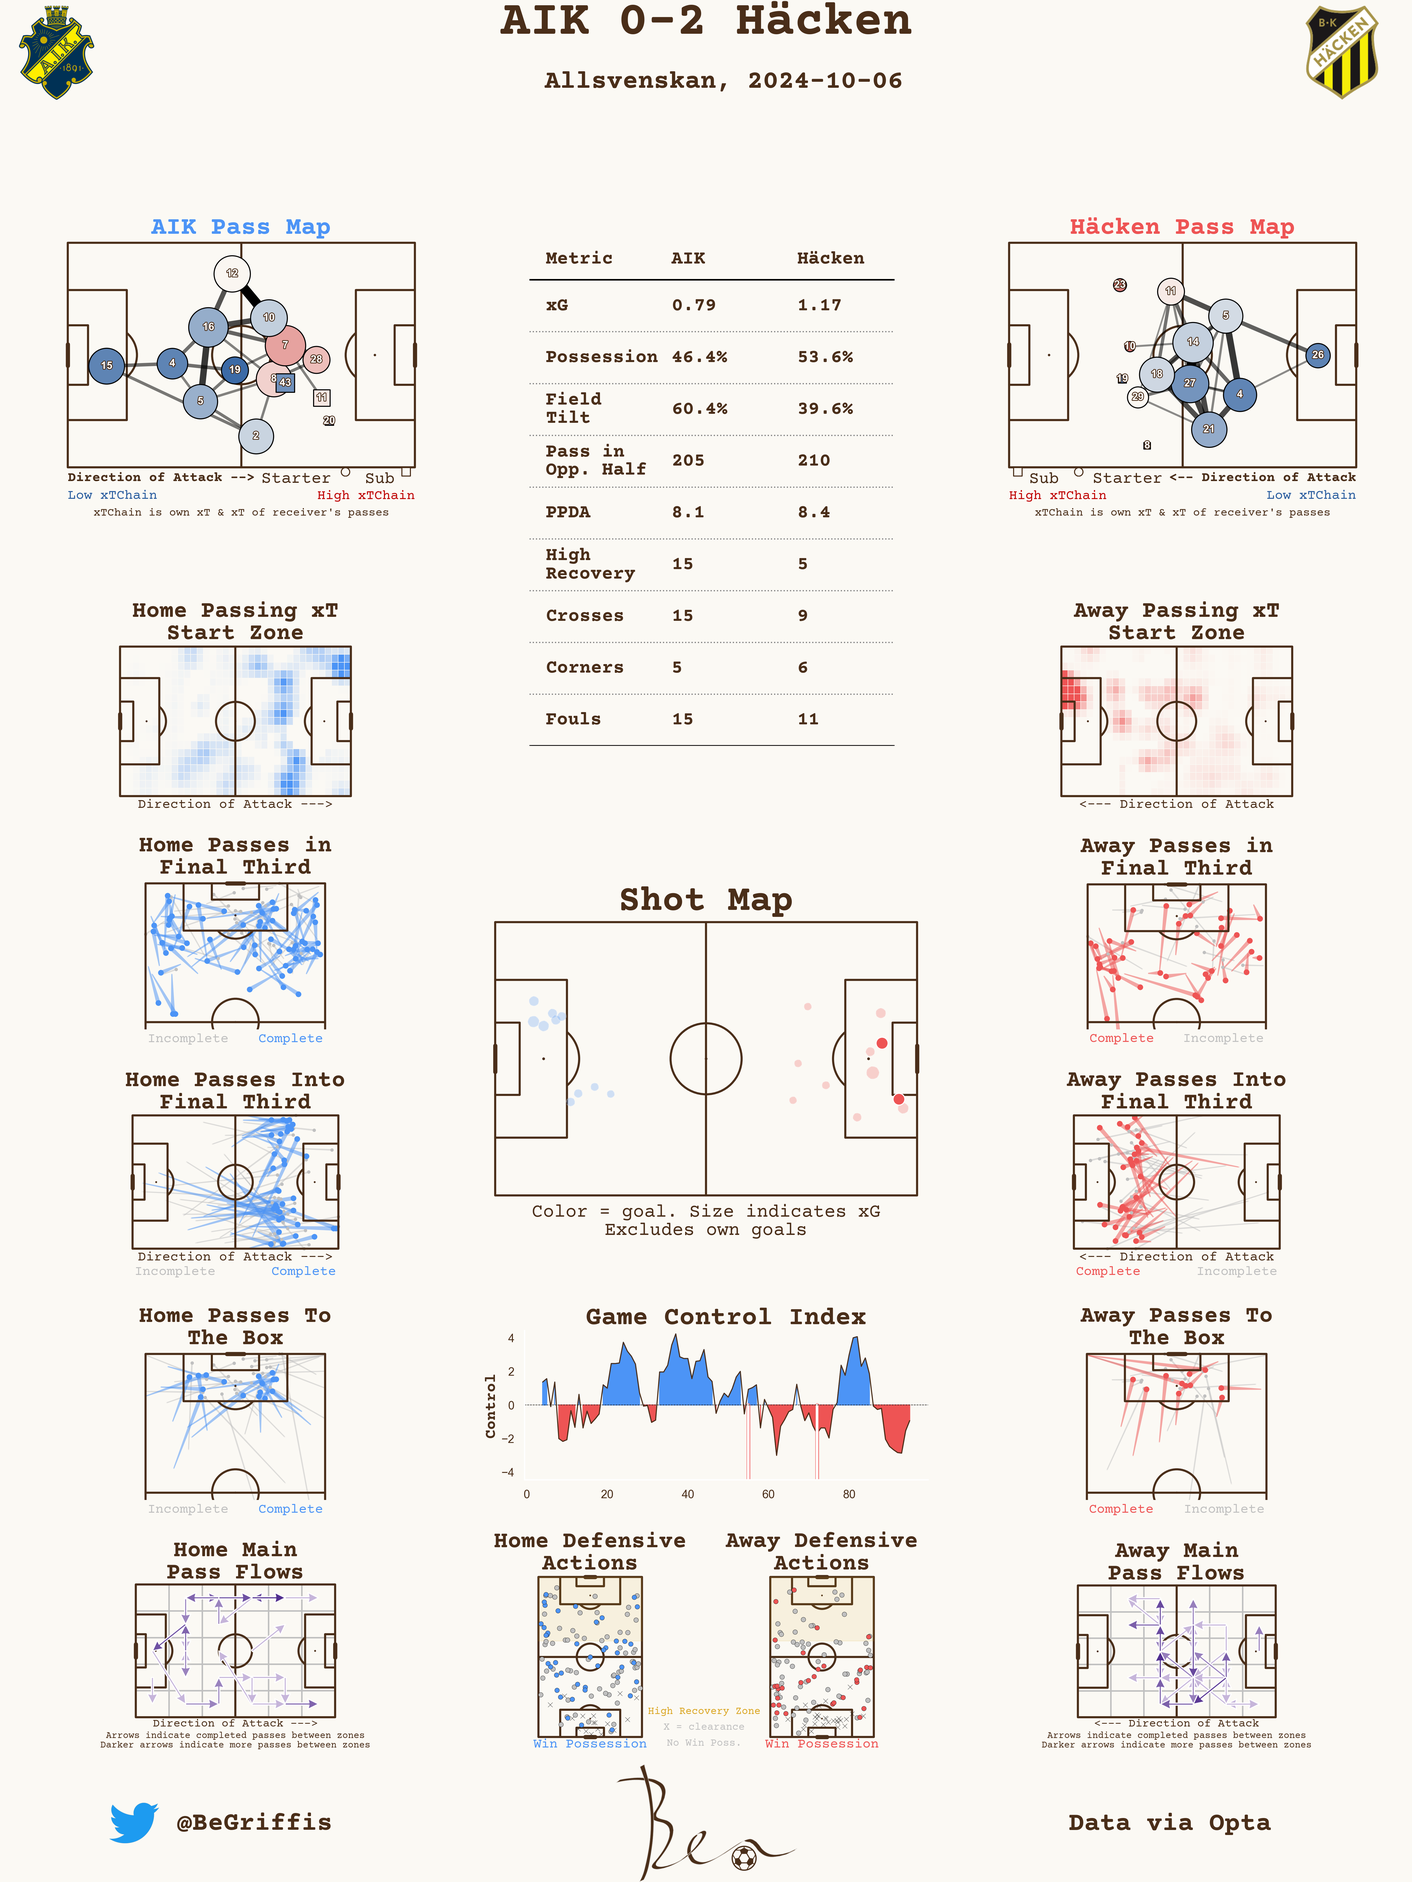 AIK 0-2 Häcken
Allsvenskan, 2024-10-06
A.I.K.
1891
B·K
HÄCKEN
AIK Pass Map
12
10
16
7
28
15
4
19
8
43
11
5
20
2
Direction of Attack --> Starter Sub
Low xTChain High xTChain
xTChain is own xT & xT of receiver's passes
Metric AIK Häcken
xG 0.79 1.17
Possession 46.4% 53.6%
Field
Tilt 60.4% 39.6%
Pass in
Opp. Half 205 210
PPDA 8.1 8.4
High
Recovery 15 5
Crosses 15 9
Corners 5 6
Fouls 15 11
Häcken Pass Map
23
11
5
14
10
26
18
19
27
29
4
21
8
Sub Starter <-- Direction of Attack
High xTChain Low xTChain
xTChain is own xT & xT of receiver's passes
Home Passing xT
Start Zone
Direction of Attack --->
Away Passing xT
Start Zone
<--- Direction of Attack
Home Passes in
Final Third
Incomplete Complete
Away Passes in
Final Third
Complete Incomplete
Shot Map
Color = goal. Size indicates xG
Excludes own goals
Home Passes Into
Final Third
Direction of Attack --->
Incomplete Complete
Away Passes Into
Final Third
<--- Direction of Attack
Complete Incomplete
Home Passes To
The Box
Incomplete Complete
Game Control Index
Control
4
2
0
−2
−4
0 20 40 60 80
Away Passes To
The Box
Complete Incomplete
Home Main
Pass Flows
Direction of Attack --->
Arrows indicate completed passes between zones
Darker arrows indicate more passes between zones
Home Defensive
Actions
Win Possession
Away Defensive
Actions
Win Possession
High Recovery Zone
X = clearance
No Win Poss.
Away Main
Pass Flows
<--- Direction of Attack
Arrows indicate completed passes between zones
Darker arrows indicate more passes between zones
@BeGriffis
Ben
Data via Opta